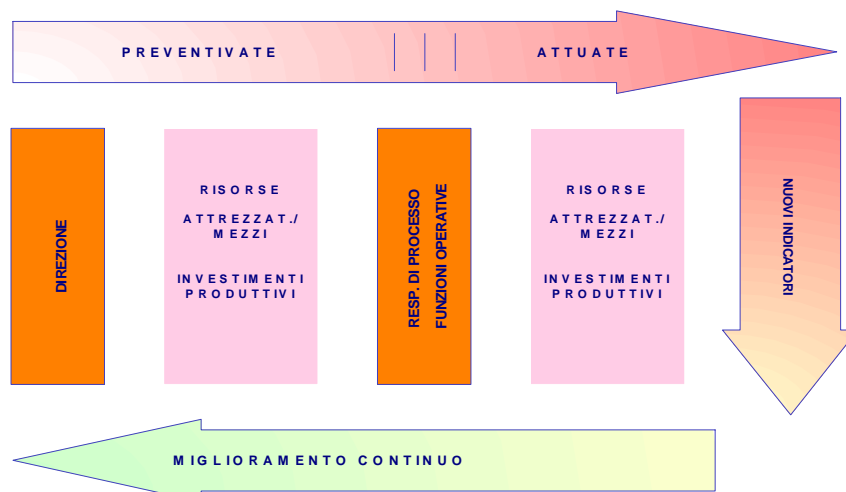 PREVENTIVATE ATTUATE
DIREZIONE
RISORSE
ATTREZZAT./
MEZZI
INVESTIMENTI
PRODUTTIVI
RESP. DI PROCESSO
FUNZIONI OPERATIVE
RISORSE
ATTREZZAT./
MEZZI
INVESTIMENTI
PRODUTTIVI
NUOVI INDICATORI
MIGLIORAMENTO CONTINUO